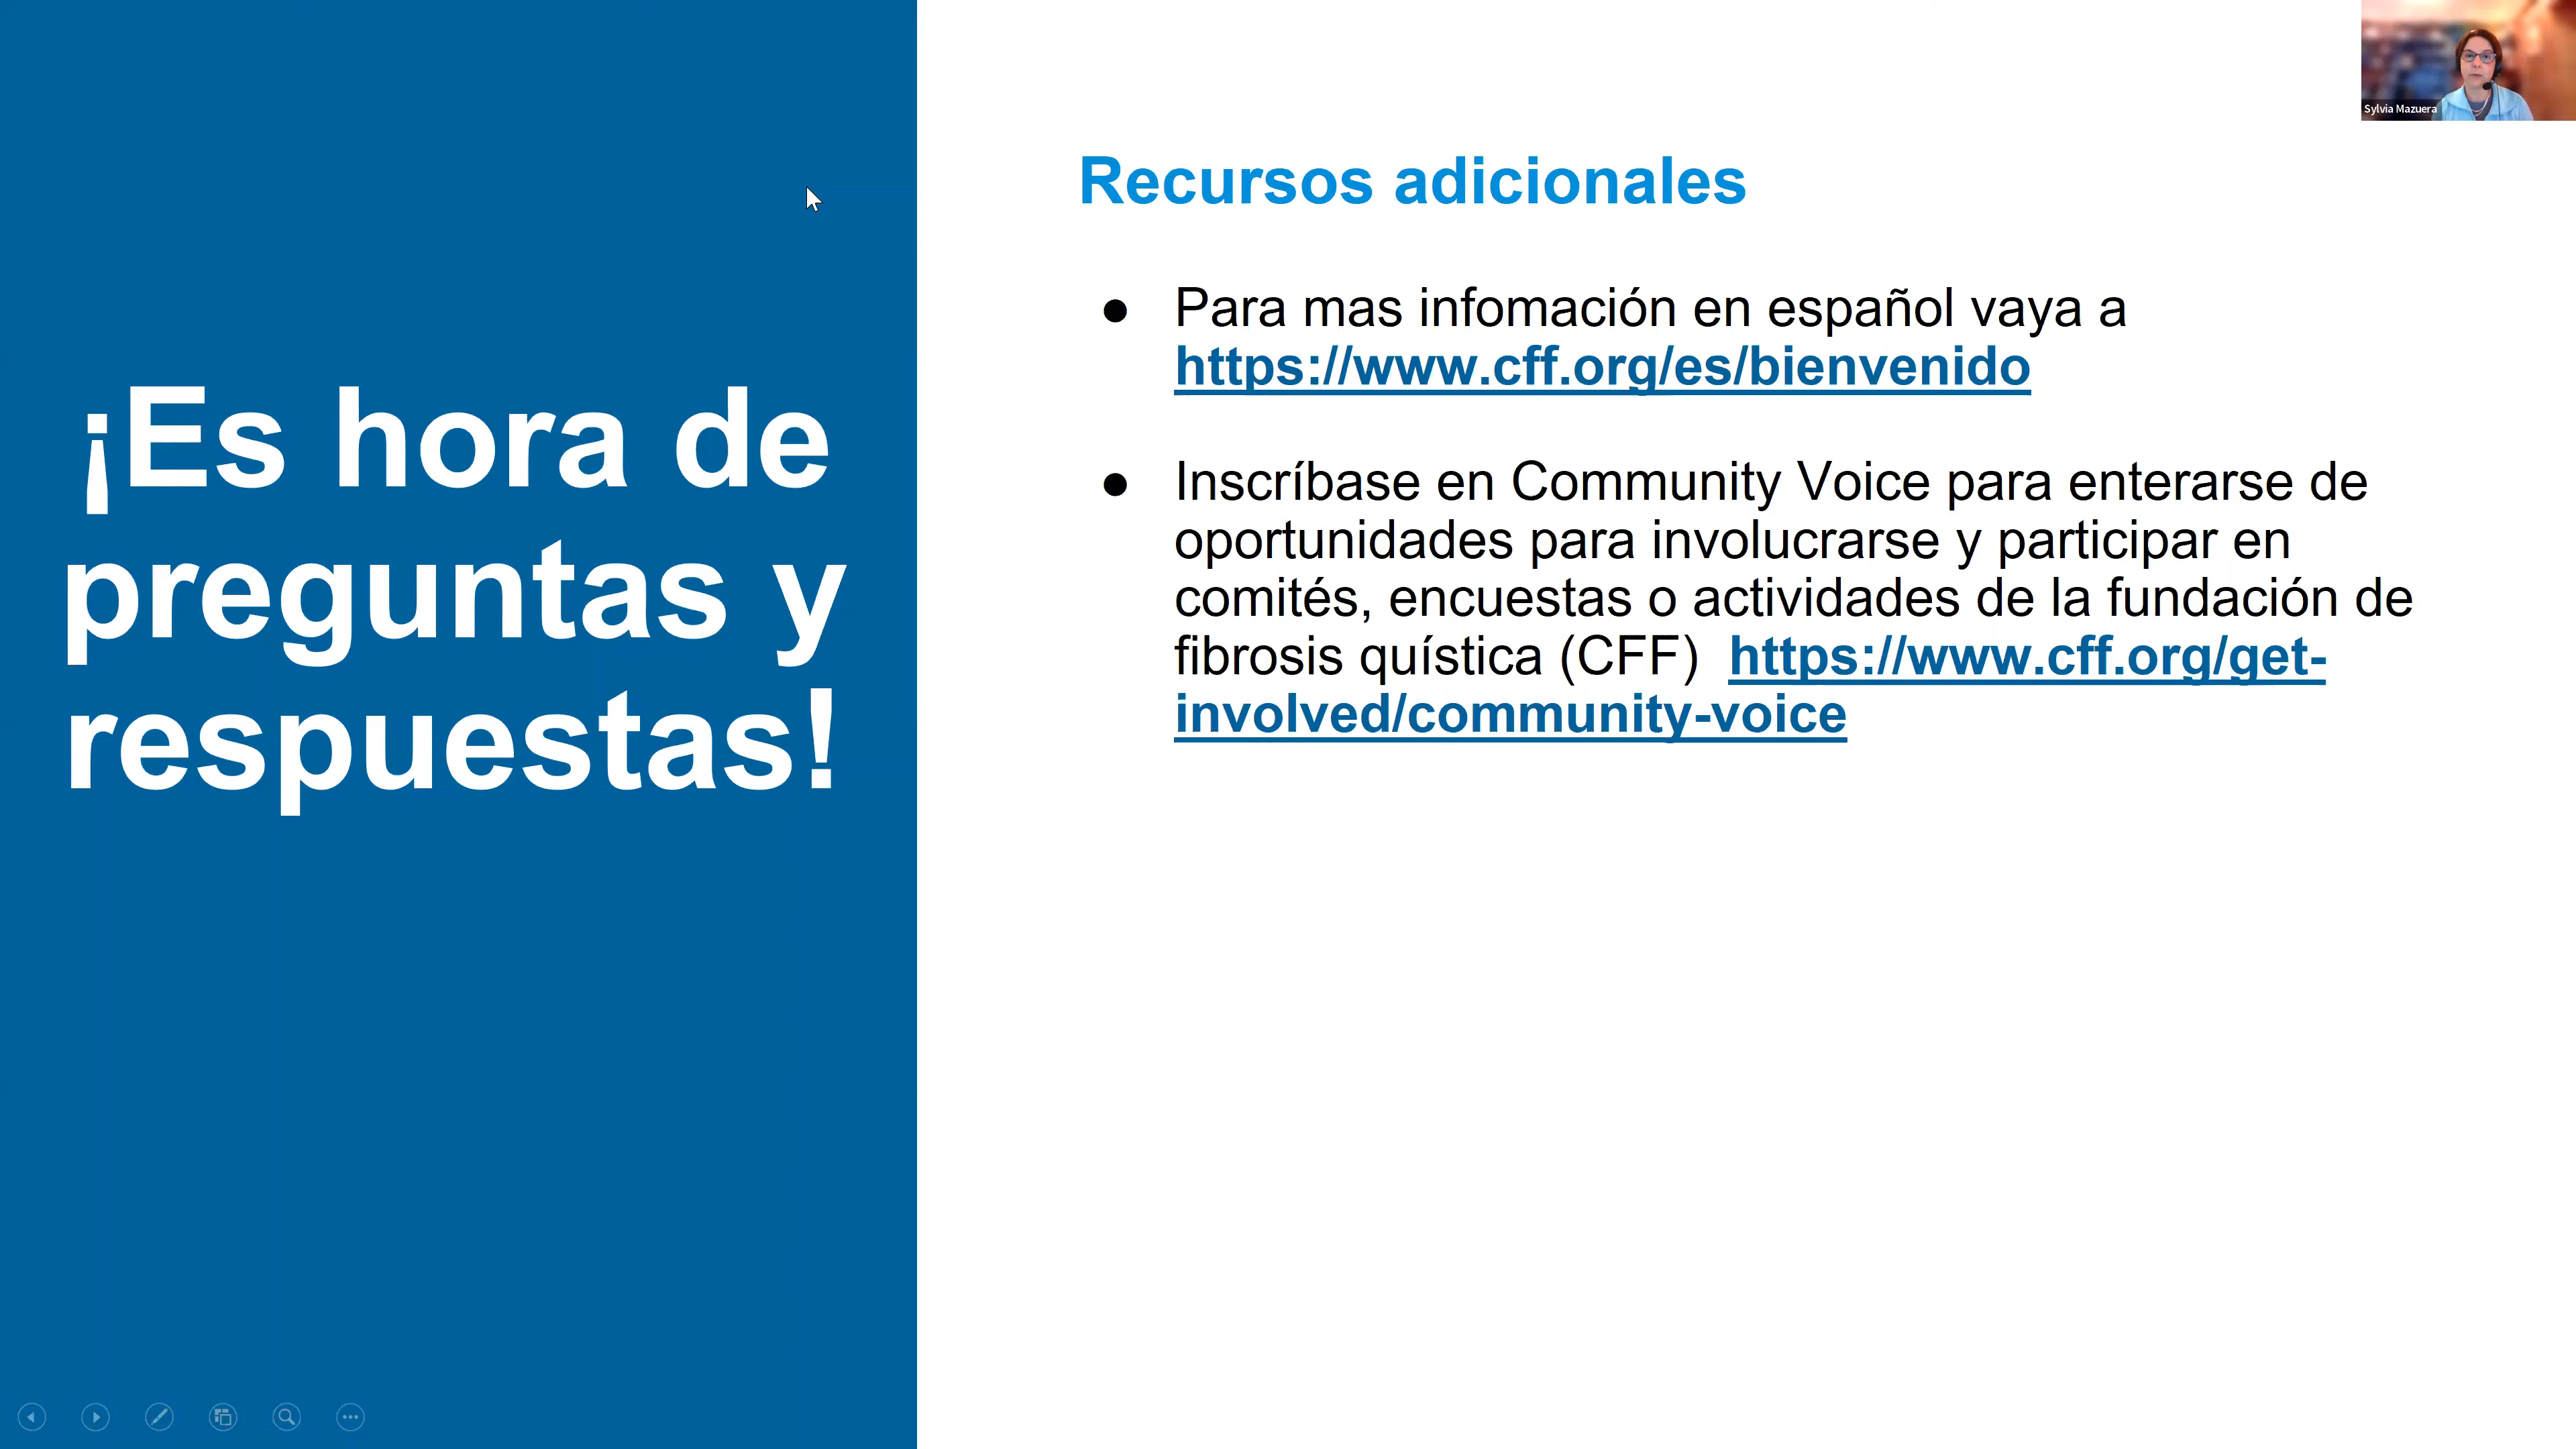 ¡Es hora de
preguntas y
respuestas!
Sylvia Mazuera
Recursos adicionales
● Para mas infomación en español vaya a
https://www.cff.org/es/bienvenido
● Inscríbase en Community Voice para enterarse de
oportunidades para involucrarse y participar en
comités, encuestas o actividades de la fundación de
fibrosis quística (CFF) https://www.cff.org/get-
involved/community-voice